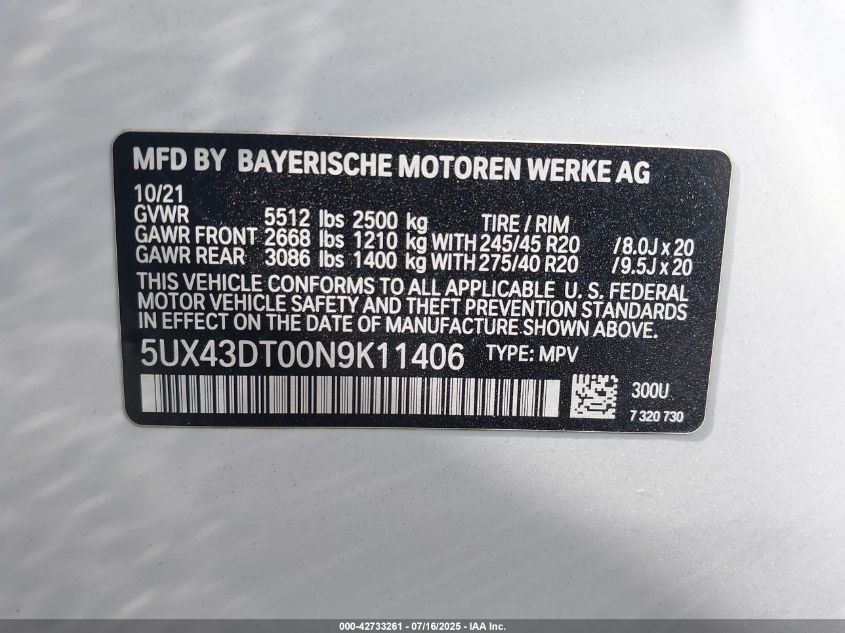 MFD BY BAYERISCHE MOTOREN WERKE AG
10/21
GVWR 5512 lbs 2500 kg TIRE / RIM
GAWR FRONT 2668 lbs 1210 kg WITH 245/45 R20 /8.0J x 20
GAWR REAR 3086 lbs 1400 kg WITH 275/40 R20 /9.5J x 20
THIS VEHICLE CONFORMS TO ALL APPLICABLE U. S. FEDERAL
MOTOR VEHICLE SAFETY AND THEFT PREVENTION STANDARDS
IN EFFECT ON THE DATE OF MANUFACTURE SHOWN ABOVE.
5UX43DT00N9K11406 TYPE: MPV
300U
7 320 730
000-42733261 - 07/16/2025 - IAA Inc.